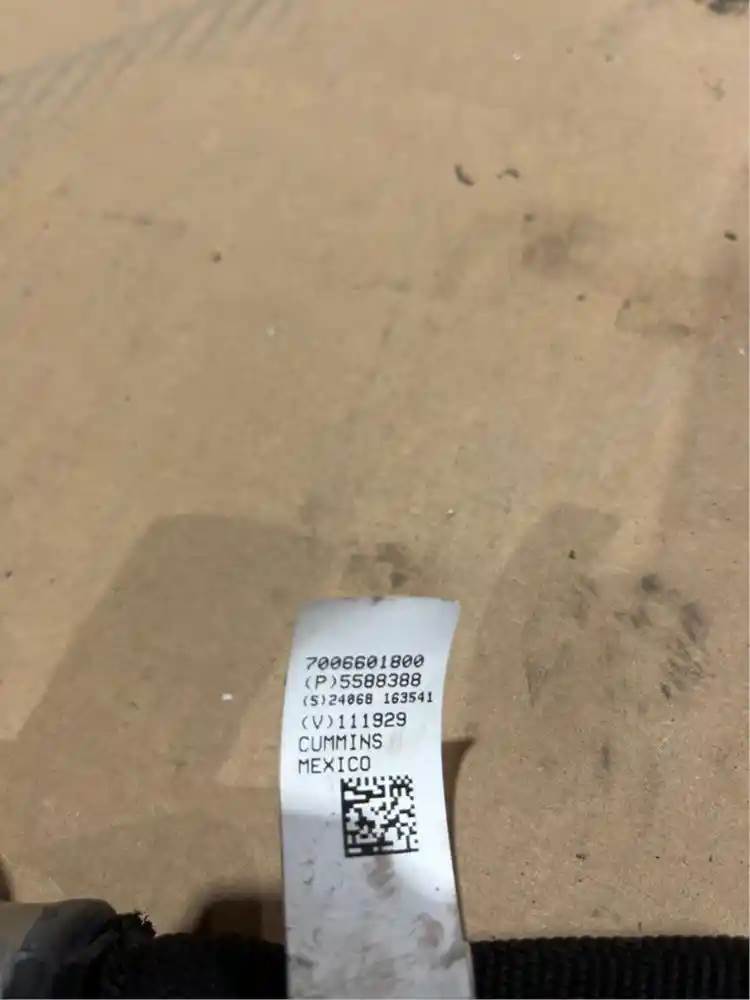 7006601800
(P)5588388
(S)24068 163541
(V)111929
CUMMINS
MEXICO